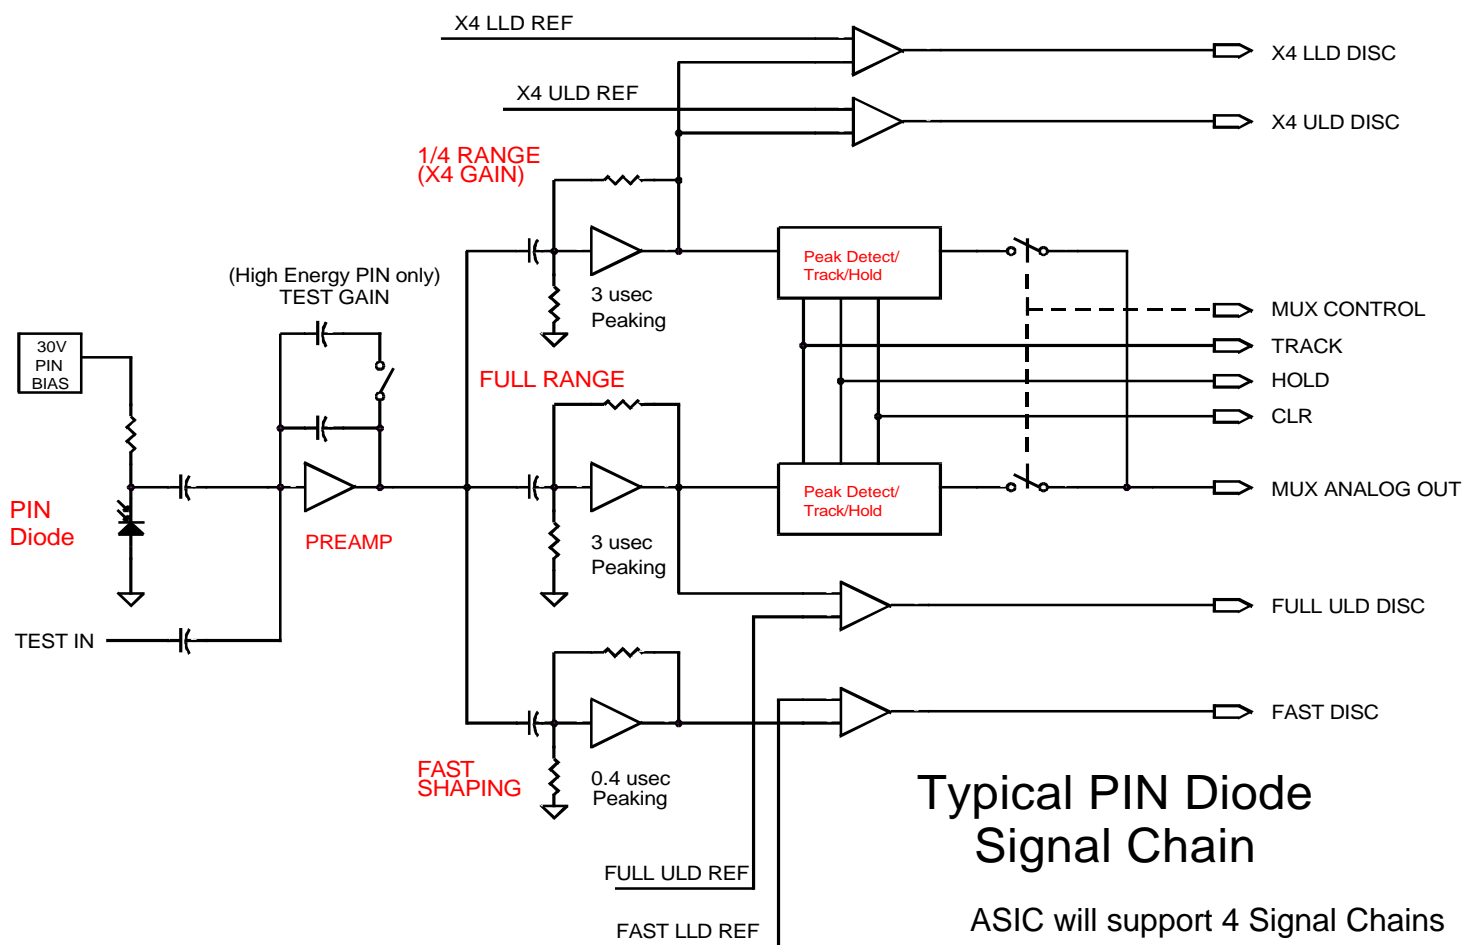 X4 LLD REF
X4 LLD DISC
X4 ULD REF
X4 ULD DISC
1/4 RANGE
(X4 GAIN)
(High Energy PIN only)
TEST GAIN
3 usec
Peaking
Peak Detect/
Track/Hold
MUX CONTROL
TRACK
HOLD
CLR
30V
PIN
BIAS
FULL RANGE
PIN
Diode
PREAMP
3 usec
Peaking
Peak Detect/
Track/Hold
MUX ANALOG OUT
TEST IN
FULL ULD DISC
FAST DISC
FAST
SHAPING
0.4 usec
Peaking
Typical PIN Diode
Signal Chain
FULL ULD REF
FAST LLD REF
ASIC will support 4 Signal Chains